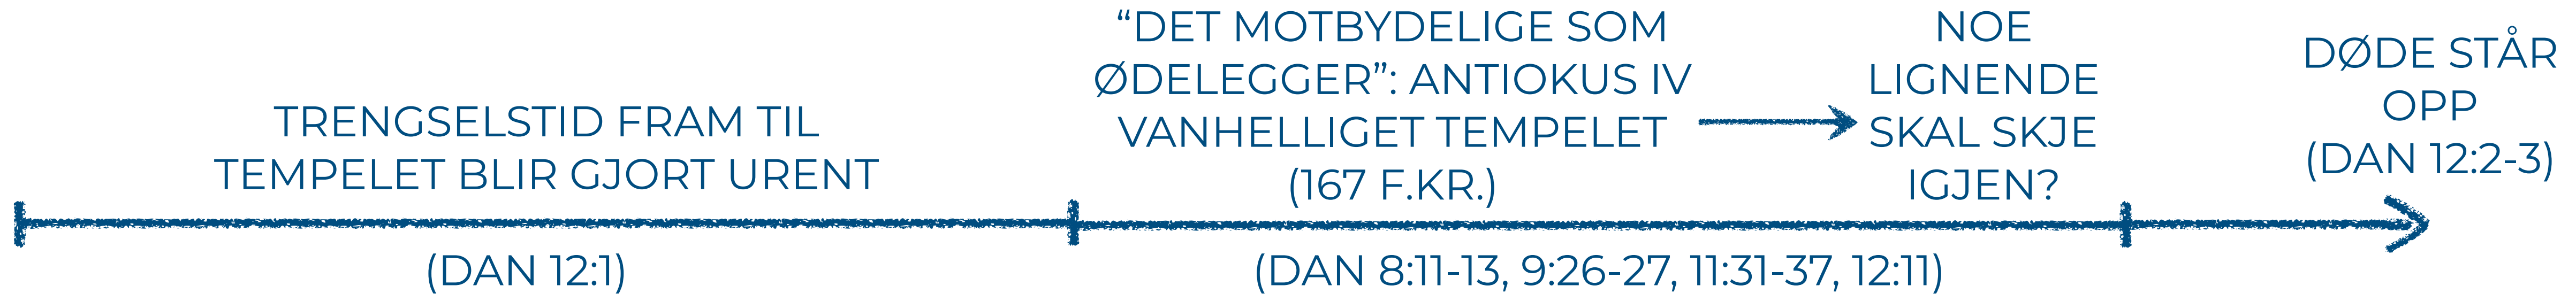 TRENGSELSTID FRAM TIL
TEMPELET BLIR GJORT URENT
(DAN 12:1)
“DET MOTBYDELIGE SOM
ØDELEGGER”: ANTIOKUS IV
VANHELLIGET TEMPELET
(167 F.KR.)
NOE
LIGNENDE
SKAL SKJE
IGJEN?
(DAN 8:11-13, 9:26-27, 11:31-37, 12:11)
DØDE STÅR
OPP
(DAN 12:2-3)